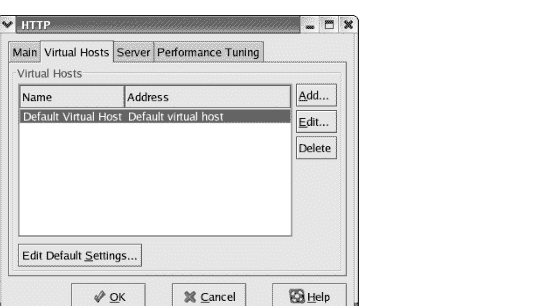 HTTP
Main Virtual Hosts Server Performance Tuning
Virtual Hosts
Name Address
Default Virtual Host Default virtual host
Add...
Edit...
Delete
Edit Default Settings...
OK Cancel Help